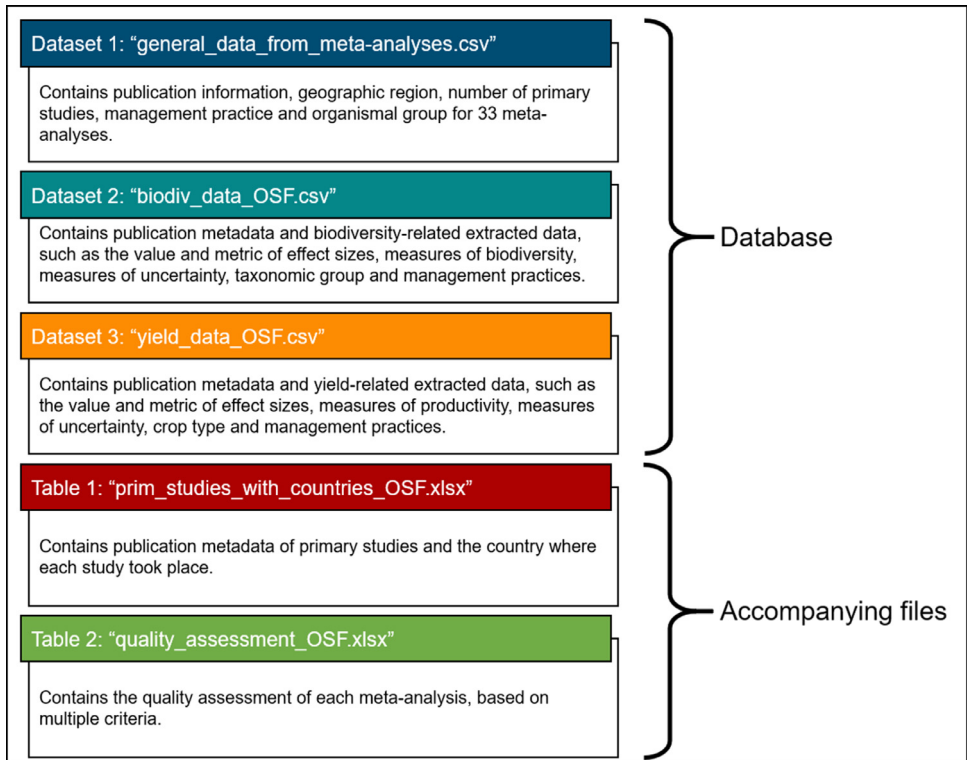 Dataset 1: “general_data_from_meta-analyses.csv”
Contains publication information, geographic region, number of primary
studies, management practice and organismal group for 33 meta-
analyses.
Dataset 2: “biodiv_data_OSF.csv”
Contains publication metadata and biodiversity-related extracted data,
such as the value and metric of effect sizes, measures of biodiversity,
measures of uncertainty, taxonomic group and management practices.
Dataset 3: “yield_data_OSF.csv”
Contains publication metadata and yield-related extracted data, such as
the value and metric of effect sizes, measures of productivity, measures
of uncertainty, crop type and management practices.
Database
Table 1: “prim_studies_with_countries_OSF.xlsx”
Contains publication metadata of primary studies and the country where
each study took place.
Table 2: “quality_assessment_OSF.xlsx”
Contains the quality assessment of each meta-analysis, based on
multiple criteria.
Accompanying files